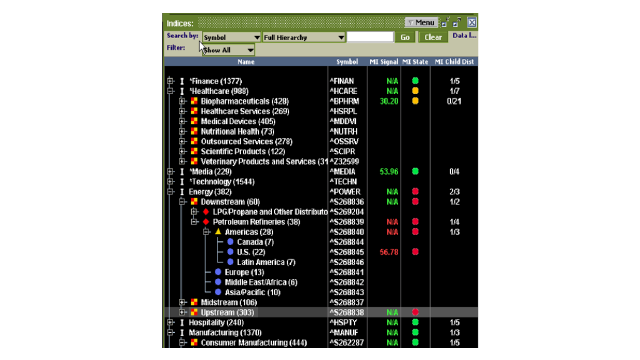 Indices: Menu
Search by: Symbol Full Hierarchy Go Clear Data I...
Filter: Show All
Name Symbol MI Signal MI State MI Child Dist
*Finance (1377) ^FINAN N/A 1/5
*Healthcare (988) ^HCARE N/A 1/7
Biopharmaceuticals (428) ^BPHRM 30.20 0/21
Healthcare Services (269) ^HSRPL
Medical Devices (405) ^MDDVI
Nutritional Health (73) ^NUTRH
Outsourced Services (278) ^OSSRV
Scientific Products (122) ^SCIPR
Veterinary Products and Services (31 ^Z32599
*Media (229) ^MEDIA 53.96 0/4
*Technology (1544) ^TECHN
Energy (382) ^POWER N/A 2/3
Downstream (60) ^S268836 N/A 1/2
LPG/Propane and Other Distributo ^S269204
Petroleum Refineries (38) ^S268839 N/A 1/4
Americas (28) ^S268840 N/A 1/3
Canada (7) ^S268844
U.S. (22) ^S268845 56.78
Latin America (7) ^S268846
Europe (13) ^S268841
Middle East/Africa (6) ^S268842
Asia/Pacific (10) ^S268843
Midstream (106) ^S268837
Upstream (303) ^S268838 N/A
Hospitality (240) ^HSPTY 1/5
Manufacturing (1370) ^MANUF N/A 1/3
Consumer Manufacturing (444) ^S262287 N/A 1/5